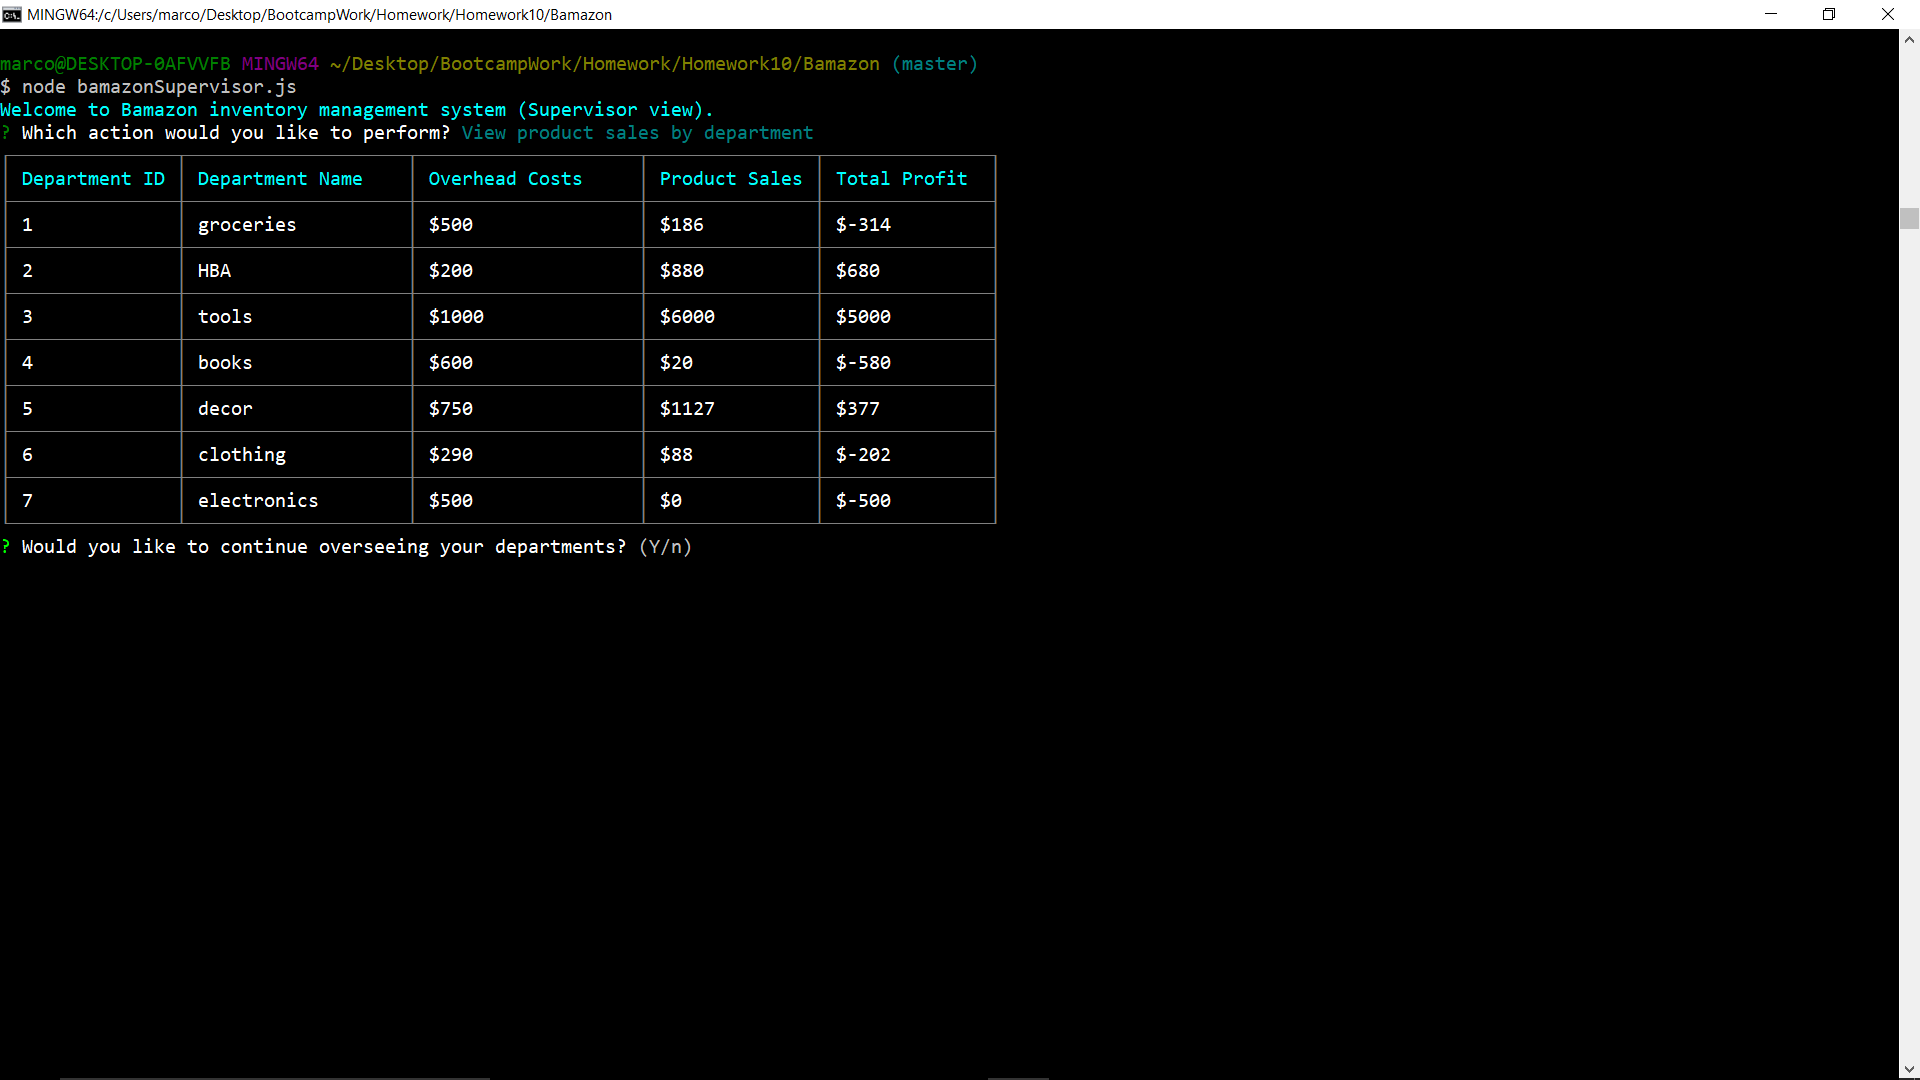 MINGW64:/c/Users/marco/Desktop/BootcampWork/Homework/Homework10/Bamazon
marco@DESKTOP-0AFVVFB MINGW64 ~/Desktop/BootcampWork/Homework/Homework10/Bamazon (master)
$ node bamazonSupervisor.js
Welcome to Bamazon inventory management system (Supervisor view).
? Which action would you like to perform? View product sales by department
Department ID Department Name Overhead Costs Product Sales Total Profit
1 groceries $500 $186 $-314
2 HBA $200 $880 $680
3 tools $1000 $6000 $5000
4 books $600 $20 $-580
5 decor $750 $1127 $377
6 clothing $290 $88 $-202
7 electronics $500 $0 $-500
? Would you like to continue overseeing your departments? (Y/n)